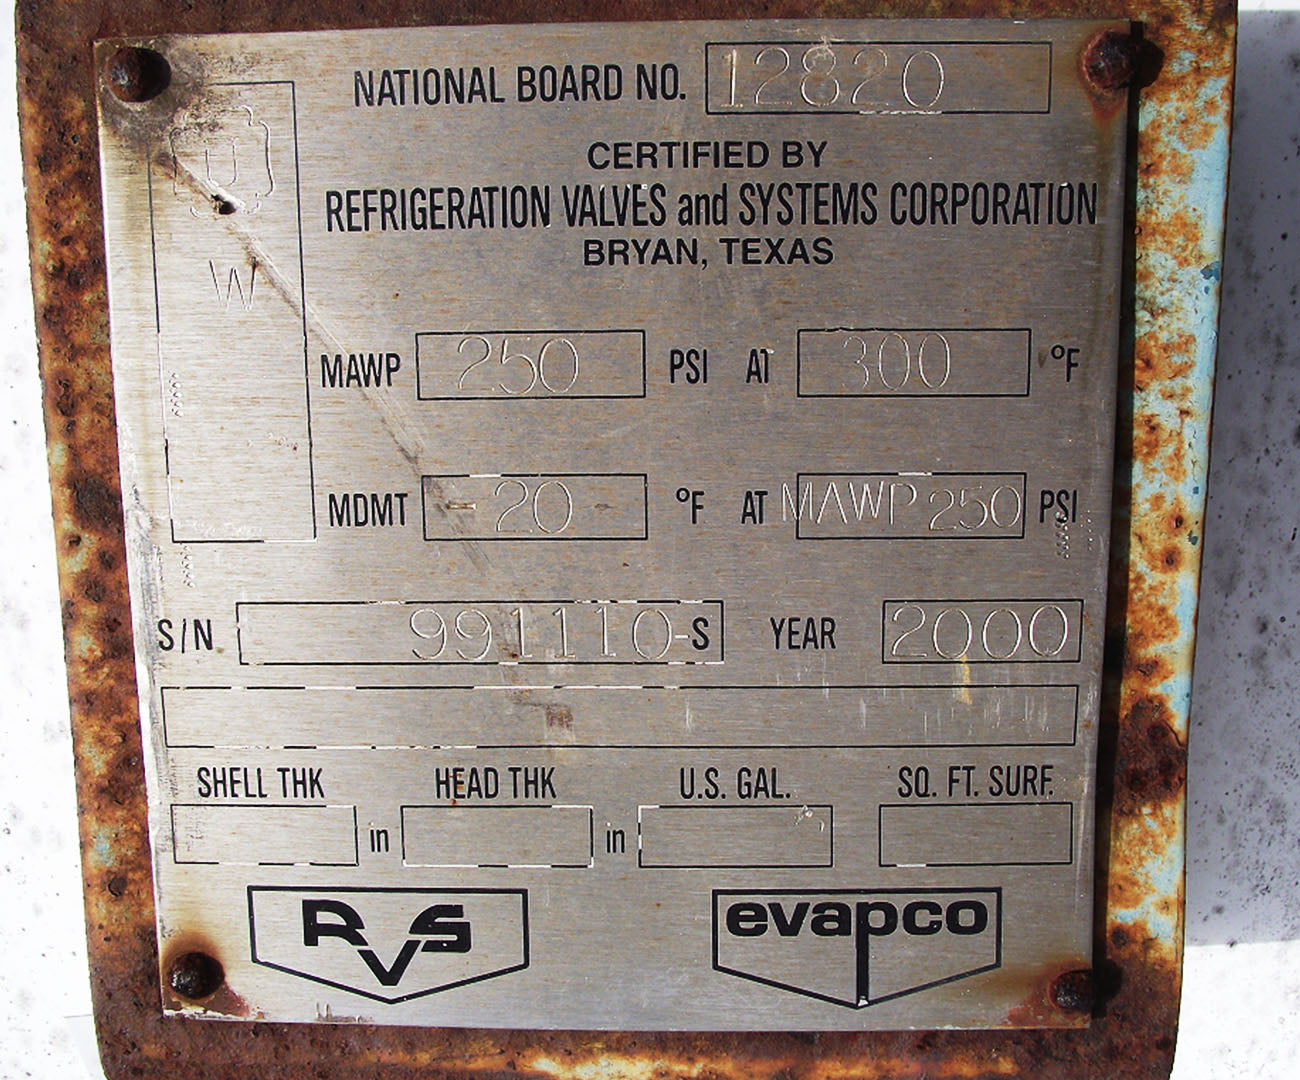 NATIONAL BOARD NO. 12820
U
CERTIFIED BY
REFRIGERATION VALVES and SYSTEMS CORPORATION
BRYAN, TEXAS
W
MAWP 250 PSI AT 300 °F
MDMT -20- °F AT MAWP 250 PSI
S/N 991110-S YEAR 2000
SHELL THK HEAD THK U.S. GAL. SQ. FT. SURF.
in in
RVS evapco